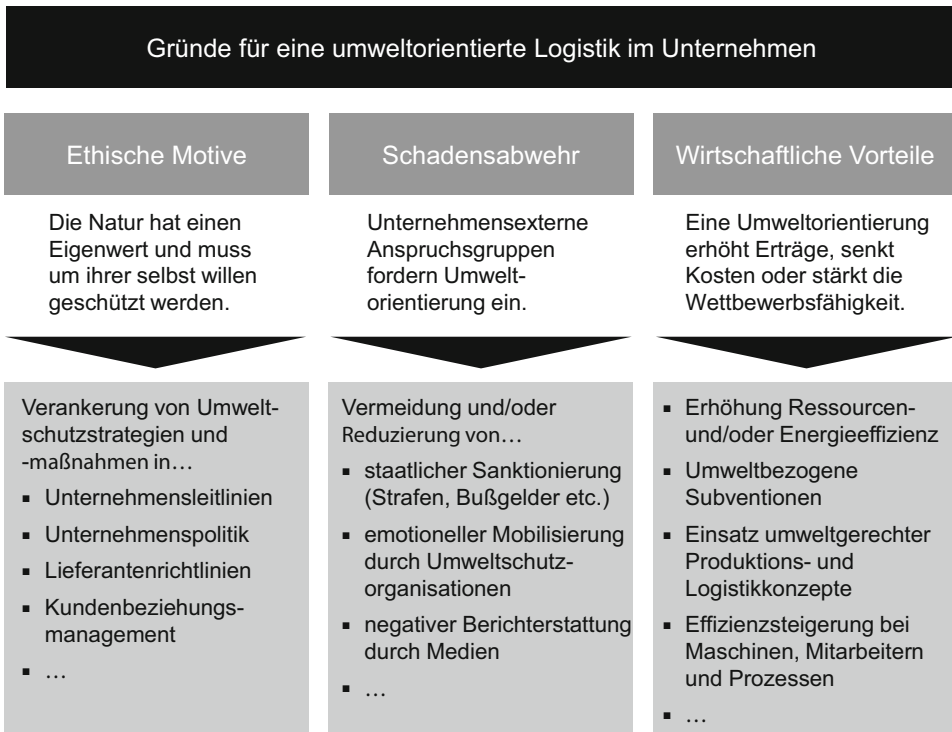 Gründe für eine umweltorientierte Logistik im Unternehmen
Ethische Motive
Die Natur hat einen
Eigenwert und muss
um ihrer selbst willen
geschützt werden.
Verankerung von Umwelt-
schutzstrategien und
-maßnahmen in…
▪ Unternehmensleitlinien
▪ Unternehmenspolitik
▪ Lieferantenrichtlinien
▪ Kundenbeziehungs-
management
▪ …
Schadensabwehr
Unternehmensexterne
Anspruchsgruppen
fordern Umwelt-
orientierung ein.
Vermeidung und/oder
Reduzierung von…
▪ staatlicher Sanktionierung
(Strafen, Bußgelder etc.)
▪ emotioneller Mobilisierung
durch Umweltschutz-
organisationen
▪ negativer Berichterstattung
durch Medien
▪ …
Wirtschaftliche Vorteile
Eine Umweltorientierung
erhöht Erträge, senkt
Kosten oder stärkt die
Wettbewerbsfähigkeit.
▪ Erhöhung Ressourcen-
und/oder Energieeffizienz
▪ Umweltbezogene
Subventionen
▪ Einsatz umweltgerechter
Produktions- und
Logistikkonzepte
▪ Effizienzsteigerung bei
Maschinen, Mitarbeitern
und Prozessen
▪ …